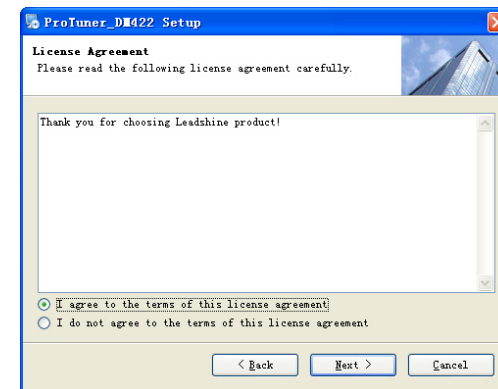 ProTuner_DM422 Setup
License Agreement
Please read the following license agreement carefully.
Thank you for choosing Leadshine product!
I agree to the terms of this license agreement
I do not agree to the terms of this license agreement
< Back Next > Cancel